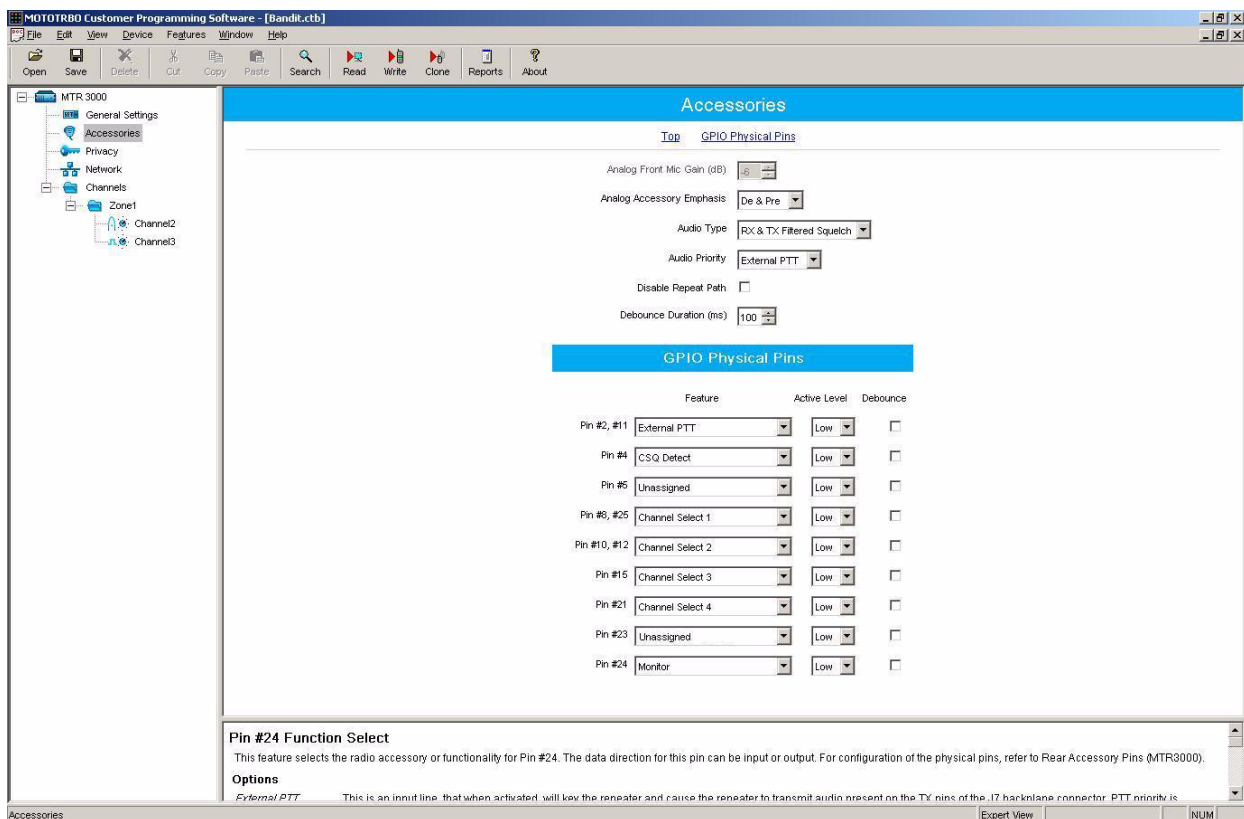 MOTOTRBO Customer Programming Software - [Bandit.ctb]
File Edit View Device Features Window Help
Open Save Delete Cut Copy Paste Search Read Write Clone Reports About
MTR 3000
General Settings
Accessories
Privacy
Network
Channels
Zone1
Channel2
Channel3
Accessories
Top GPIO Physical Pins
Analog Front Mic Gain (dB) -6
Analog Accessory Emphasis De & Pre
Audio Type RX & TX Filtered Squelch
Audio Priority External PTT
Disable Repeat Path
Debounce Duration (ms) 100
GPIO Physical Pins
Feature Active Level Debounce
Pin #2, #11 External PTT Low
Pin #4 CSQ Detect Low
Pin #5 Unassigned Low
Pin #8, #25 Channel Select 1 Low
Pin #10, #12 Channel Select 2 Low
Pin #15 Channel Select 3 Low
Pin #21 Channel Select 4 Low
Pin #23 Unassigned Low
Pin #24 Monitor Low
Pin #24 Function Select
This feature selects the radio accessory or functionality for Pin #24. The data direction for this pin can be input or output. For configuration of the physical pins, refer to Rear Accessory Pins (MTR3000).
Options
External PTT This is an input line, that when activated, will key the repeater and cause the repeater to transmit audio present on the TX pins of the J7 backplane connector. PTT priority is
Accessories Expert View NUM